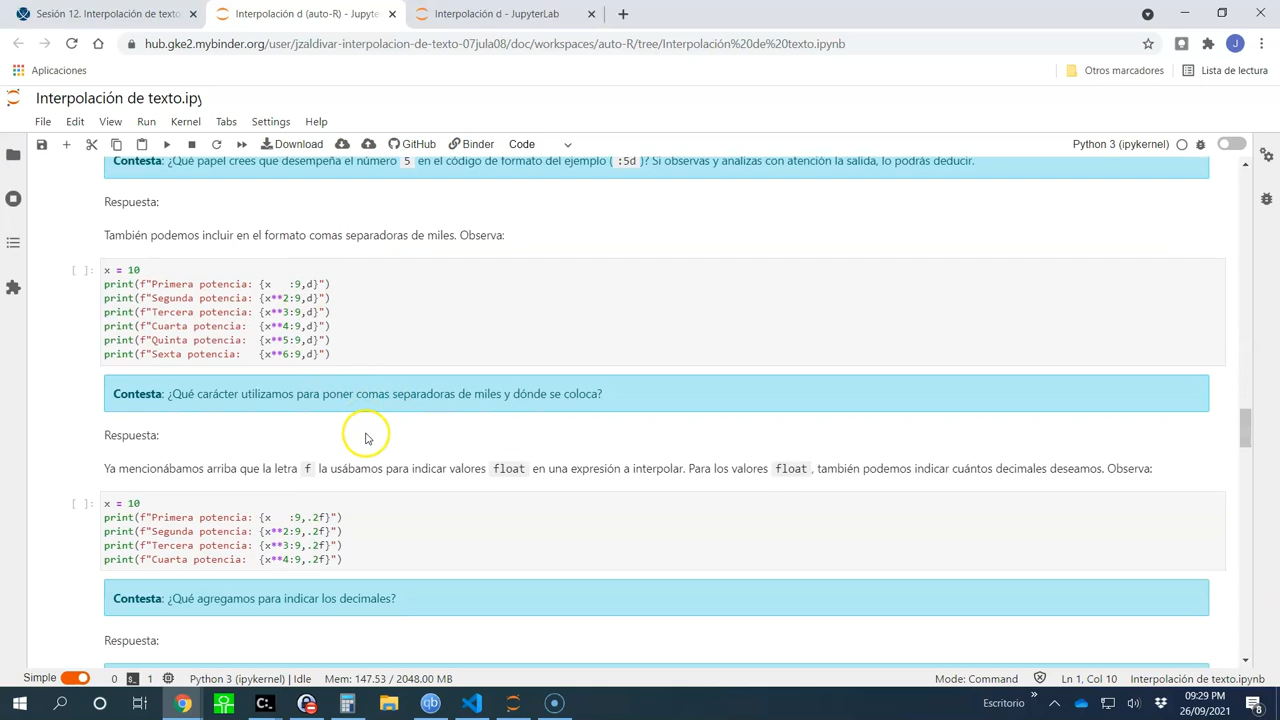 Sesión 12. Interpolación de texto
Interpolación d (auto-R) - Jupyte
Interpolación d - JupyterLab
hub.gke2.mybinder.org/user/jzaldivar-interpolacion-de-texto-07jula08/doc/workspaces/auto-R/tree/Interpolación%20de%20texto.ipynb
J
Aplicaciones
Otros marcadores
Lista de lectura
Interpolación de texto.ipy
File Edit View Run Kernel Tabs Settings Help
Download GitHub Binder Code Python 3 (ipykernel)
Contesta: ¿Qué papel crees que desempeña el número 5 en el código de formato del ejemplo ( :5d )? Si observas y analizas con atención la salida, lo podrás deducir.
Respuesta:
También podemos incluir en el formato comas separadoras de miles. Observa:
[ ]: x = 10
print(f"Primera potencia: {x   :9,d}")
print(f"Segunda potencia: {x**2:9,d}")
print(f"Tercera potencia: {x**3:9,d}")
print(f"Cuarta potencia:  {x**4:9,d}")
print(f"Quinta potencia:  {x**5:9,d}")
print(f"Sexta potencia:   {x**6:9,d}")
Contesta: ¿Qué carácter utilizamos para poner comas separadoras de miles y dónde se coloca?
Respuesta:
Ya mencionábamos arriba que la letra f la usábamos para indicar valores float en una expresión a interpolar. Para los valores float , también podemos indicar cuántos decimales deseamos. Observa:
[ ]: x = 10
print(f"Primera potencia: {x   :9,.2f}")
print(f"Segunda potencia: {x**2:9,.2f}")
print(f"Tercera potencia: {x**3:9,.2f}")
print(f"Cuarta potencia:  {x**4:9,.2f}")
Contesta: ¿Qué agregamos para indicar los decimales?
Respuesta:
Simple 0 1 Python 3 (ipykernel) | Idle Mem: 147.53 / 2048.00 MB Mode: Command Ln 1, Col 10 Interpolación de texto.ipynb
Escritorio
09:29 PM
26/09/2021
8